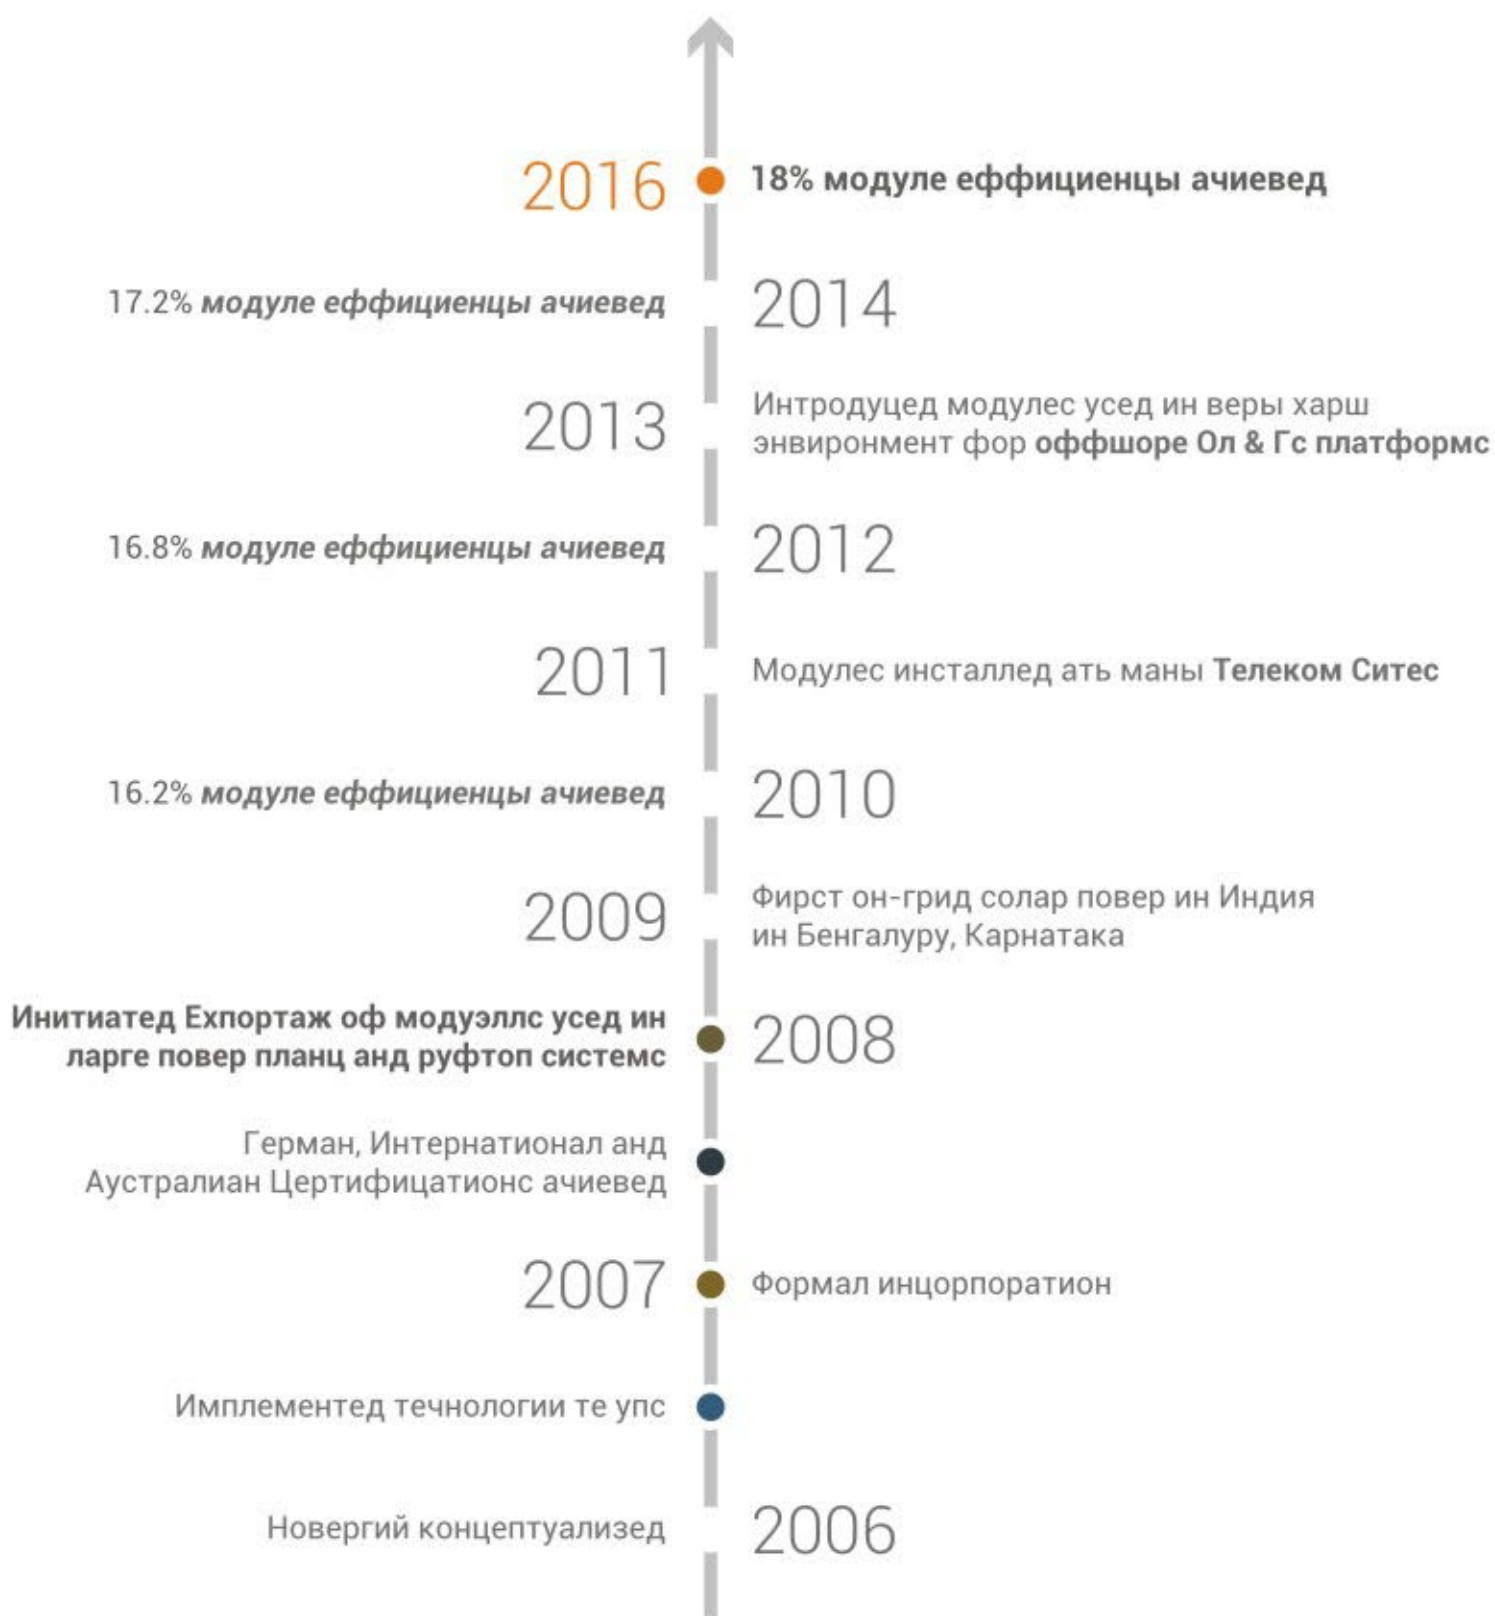 2016
18% модуле еффициенцы ачиевед
17.2% модуле еффициенцы ачиевед
2014
2013
Интродуцед модулес усед ин веры харш
энвиронмент фор оффшоре Ол & Гс платформс
16.8% модуле еффициенцы ачиевед
2012
2011
Модулес инсталлед ать маны Телеком Ситес
16.2% модуле еффициенцы ачиевед
2010
2009
Фирст он-грид солар повер ин Индия
ин Бенгалуру, Карнатака
Инитиатед Ехпортаж оф модуэллс усед ин
ларге повер планц анд руфтоп системс
2008
Герман, Интернатионал анд
Аустралиан Цертифицатионс ачиевед
2007
Формал инцорпоратион
Имплементед течнологии те упс
Новергий концептуализед
2006